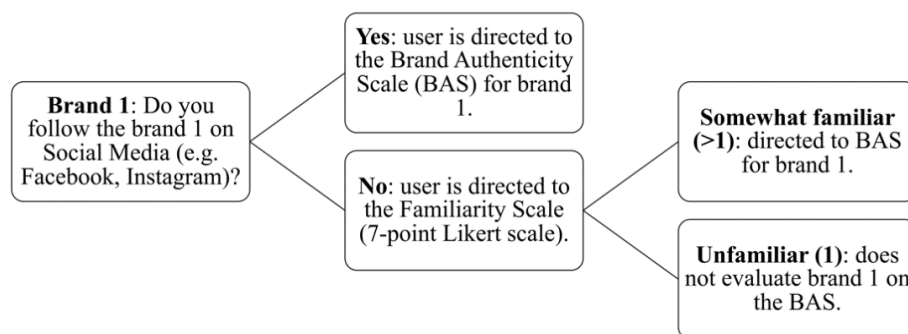 Brand 1: Do you
follow the brand 1 on
Social Media (e.g.
Facebook, Instagram)?
Yes: user is directed to
the Brand Authenticity
Scale (BAS) for brand
1.
No: user is directed to
the Familiarity Scale
(7-point Likert scale).
Somewhat familiar
(>1): directed to BAS
for brand 1.
Unfamiliar (1): does
not evaluate brand 1 on
the BAS.